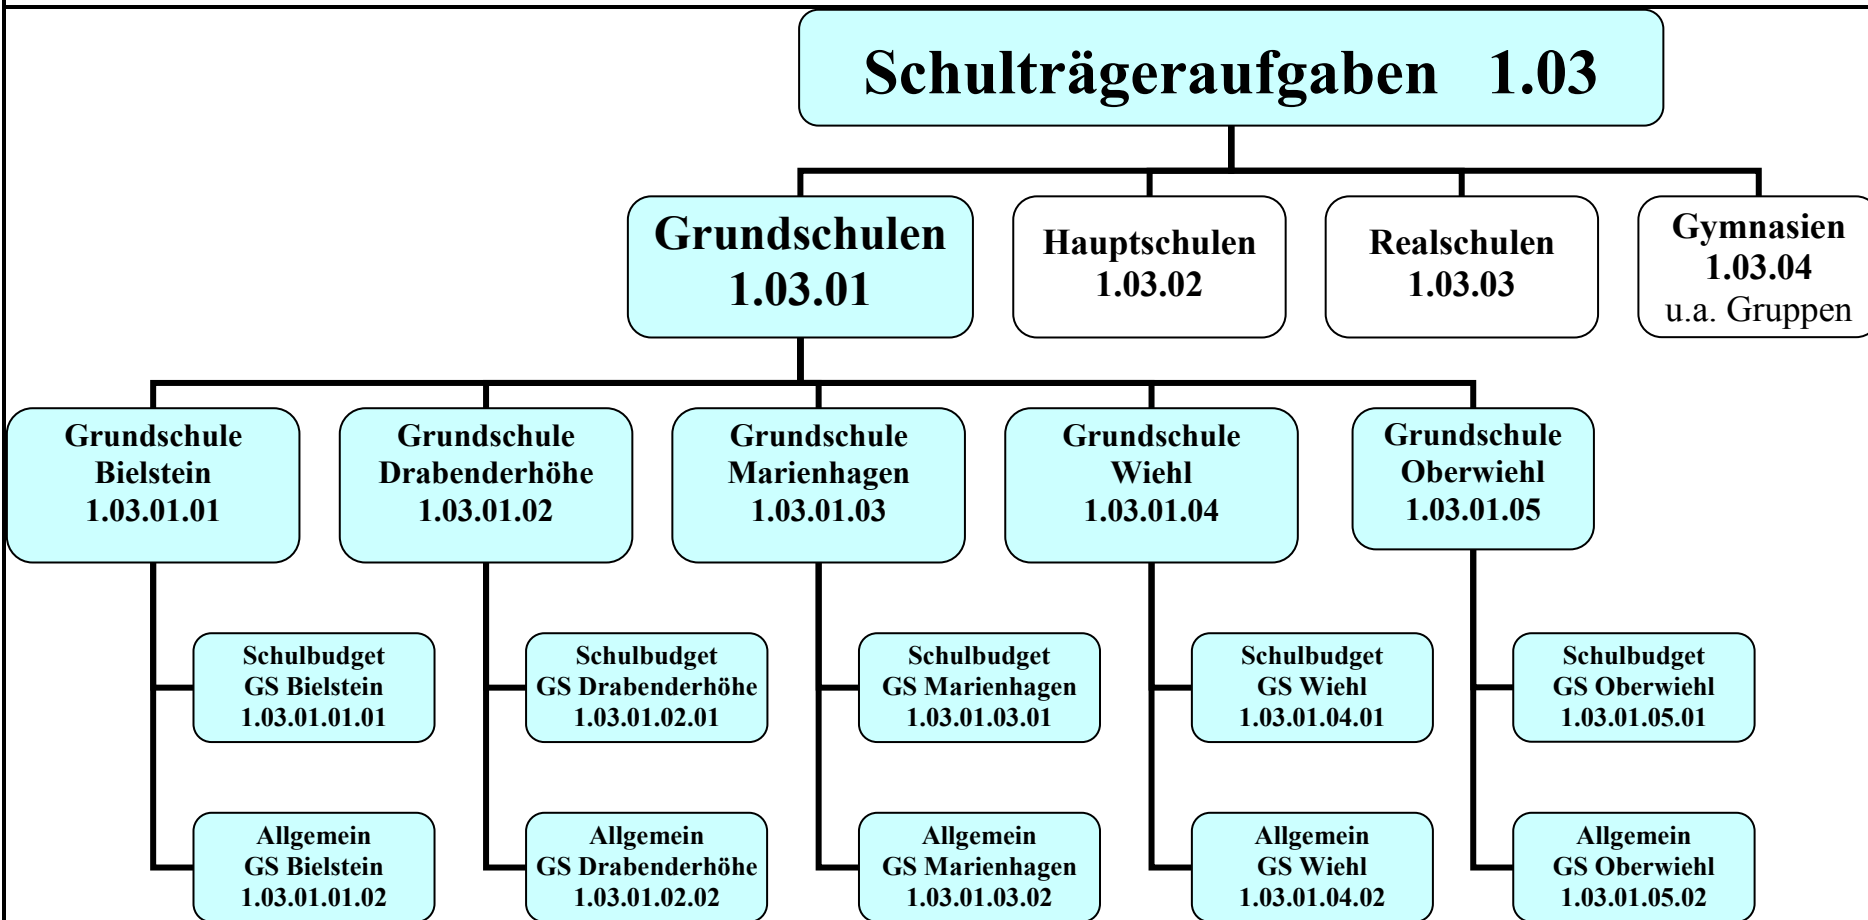 Schulträgeraufgaben 1.03
Grundschulen
1.03.01
Hauptschulen
1.03.02
Realschulen
1.03.03
Gymnasien
1.03.04
u.a. Gruppen
Grundschule
Bielstein
1.03.01.01
Grundschule
Drabenderhöhe
1.03.01.02
Grundschule
Marienhagen
1.03.01.03
Grundschule
Wiehl
1.03.01.04
Grundschule
Oberwiehl
1.03.01.05
Schulbudget
GS Bielstein
1.03.01.01.01
Schulbudget
GS Drabenderhöhe
1.03.01.02.01
Schulbudget
GS Marienhagen
1.03.01.03.01
Schulbudget
GS Wiehl
1.03.01.04.01
Schulbudget
GS Oberwiehl
1.03.01.05.01
Allgemein
GS Bielstein
1.03.01.01.02
Allgemein
GS Drabenderhöhe
1.03.01.02.02
Allgemein
GS Marienhagen
1.03.01.03.02
Allgemein
GS Wiehl
1.03.01.04.02
Allgemein
GS Oberwiehl
1.03.01.05.02